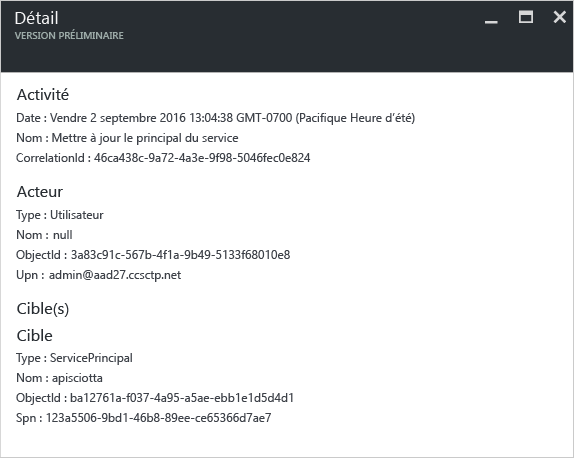 Détail
VERSION PRÉLIMINAIRE
Activité
Date : Vendre 2 septembre 2016 13:04:38 GMT-0700 (Pacifique Heure d'été)
Nom : Mettre à jour le principal du service
CorrelationId : 46ca438c-9a72-4a3e-9f98-5046fec0e824
Acteur
Type : Utilisateur
Nom : null
ObjectId : 3a83c91c-567b-4f1a-9b49-5133f68010e8
Upn : admin@aad27.ccsctp.net
Cible(s)
Cible
Type : ServicePrincipal
Nom : apisciotta
ObjectId : ba12761a-f037-4a95-a5ae-ebb1e1d5d4d1
Spn : 123a5506-9bd1-46b8-89ee-ce65366d7ae7